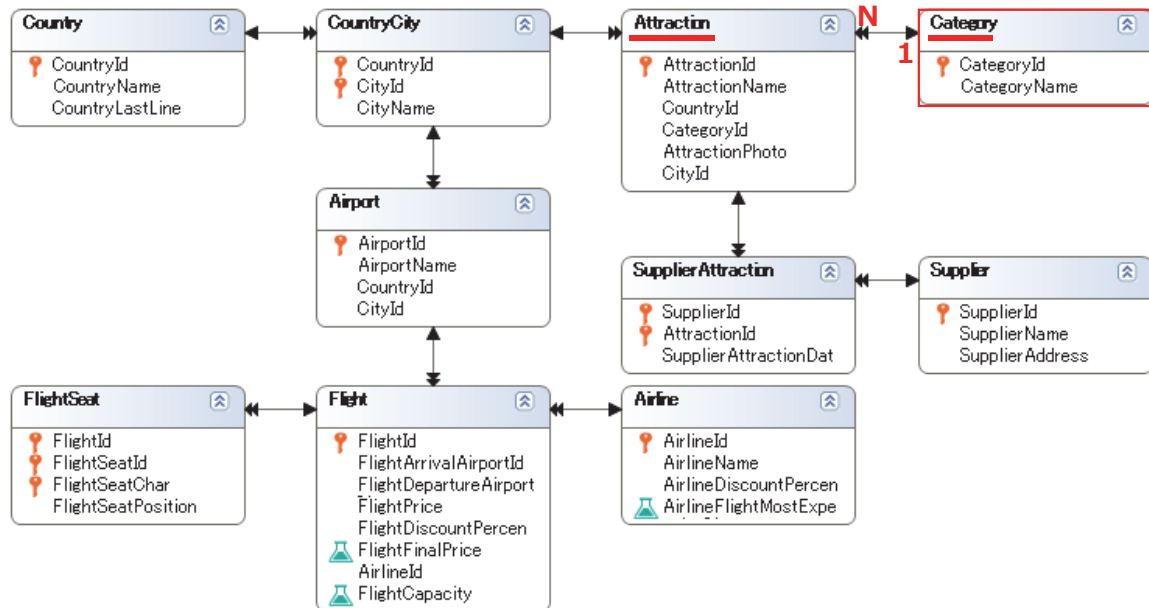 Country
CountryId
CountryName
CountryLastLine
CountryCity
CountryId
CityId
CityName
Attraction
AttractionId
AttractionName
CountryId
CategoryId
AttractionPhoto
CityId
N
1
Category
CategoryId
CategoryName
Airport
AirportId
AirportName
CountryId
CityId
SupplierAttraction
SupplierId
AttractionId
SupplierAttractionDat
Supplier
SupplierId
SupplierName
SupplierAddress
FlightSeat
FlightId
FlightSeatId
FlightSeatChar
FlightSeatPosition
Flight
FlightId
FlightArrivalAirportId
FlightDepartureAirport
FlightPrice
FlightDiscountPercen
FlightFinalPrice
AirlineId
FlightCapacity
Airline
AirlineId
AirlineName
AirlineDiscountPercen
AirlineFlightMostExpe